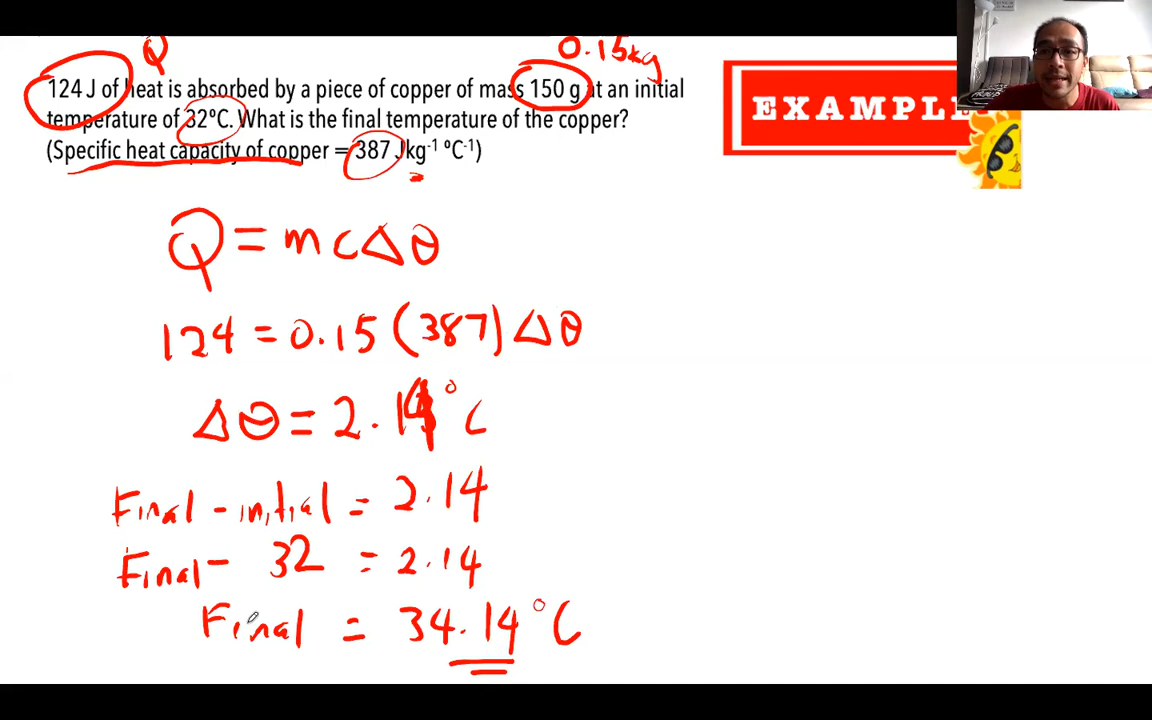 Q
0.15kg
124 J of heat is absorbed by a piece of copper of mass 150 g at an initial
temperature of 32°C. What is the final temperature of the copper?
(Specific heat capacity of copper = 387 Jkg⁻¹ °C⁻¹)
EXAMPLE
Q = mcΔθ
124 = 0.15 (387) Δθ
Δθ = 2.14 °C
Final - initial = 2.14
Final - 32 = 2.14
Final = 34.14 °C